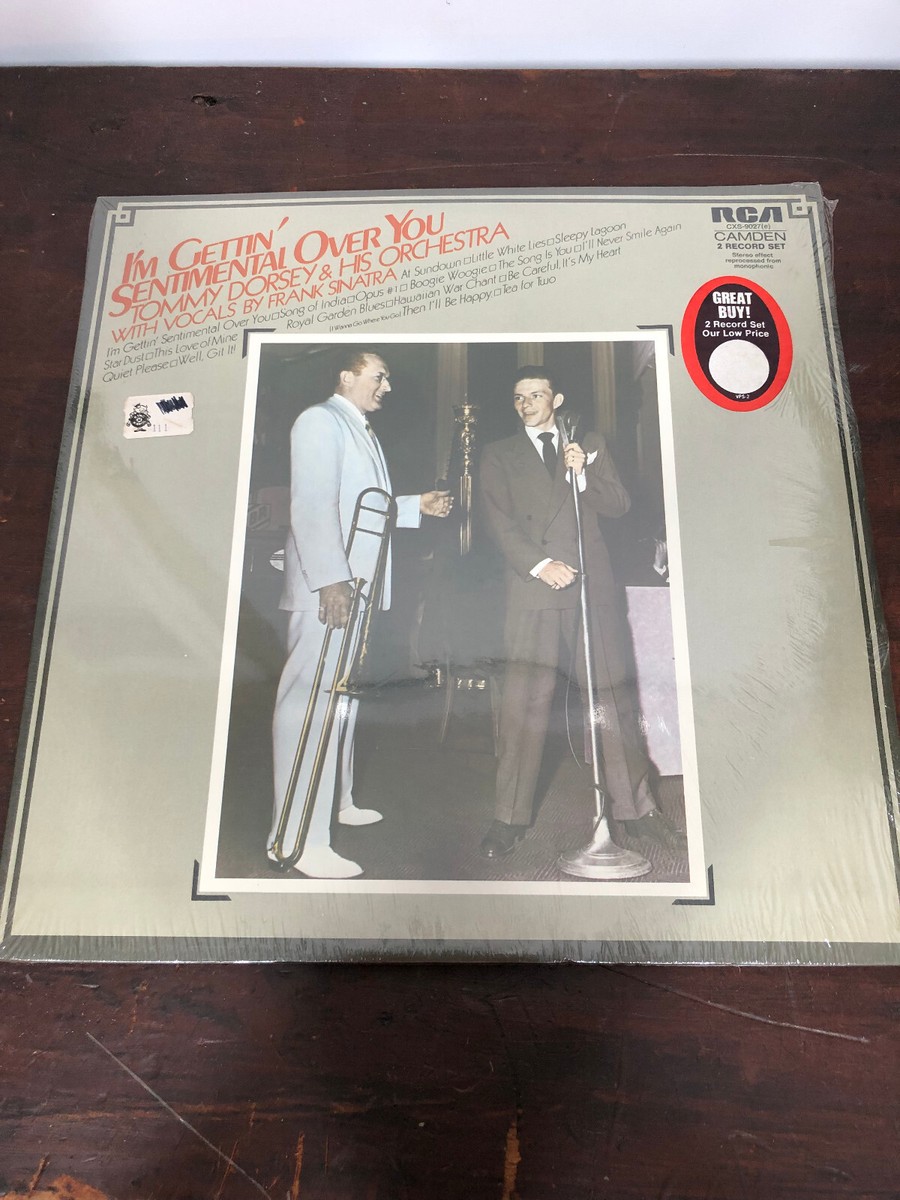 I'm Gettin'
Sentimental Over You
TOMMY DORSEY & HIS ORCHESTRA
WITH VOCALS BY FRANK SINATRA
At Sundown □ Little White Lies □ Sleepy Lagoon
I'm Gettin' Sentimental Over You □ Song of India □ Opus #1 □ Boogie Woogie □ The Song Is You □ I'll Never Smile Again
Star Dust □ This Love of Mine
Royal Garden Blues □ Hawaiian War Chant □ Be Careful, It's My Heart
Quiet Please □ Well, Git It!
(I Wanna Go Where You Go) Then I'll Be Happy □ Tea for Two
RCA
CXS-9027(e)
CAMDEN
2 RECORD SET
Stereo effect
reprocessed from
monophonic
GREAT
BUY!
2 Record Set
Our Low Price
VPS-2
111